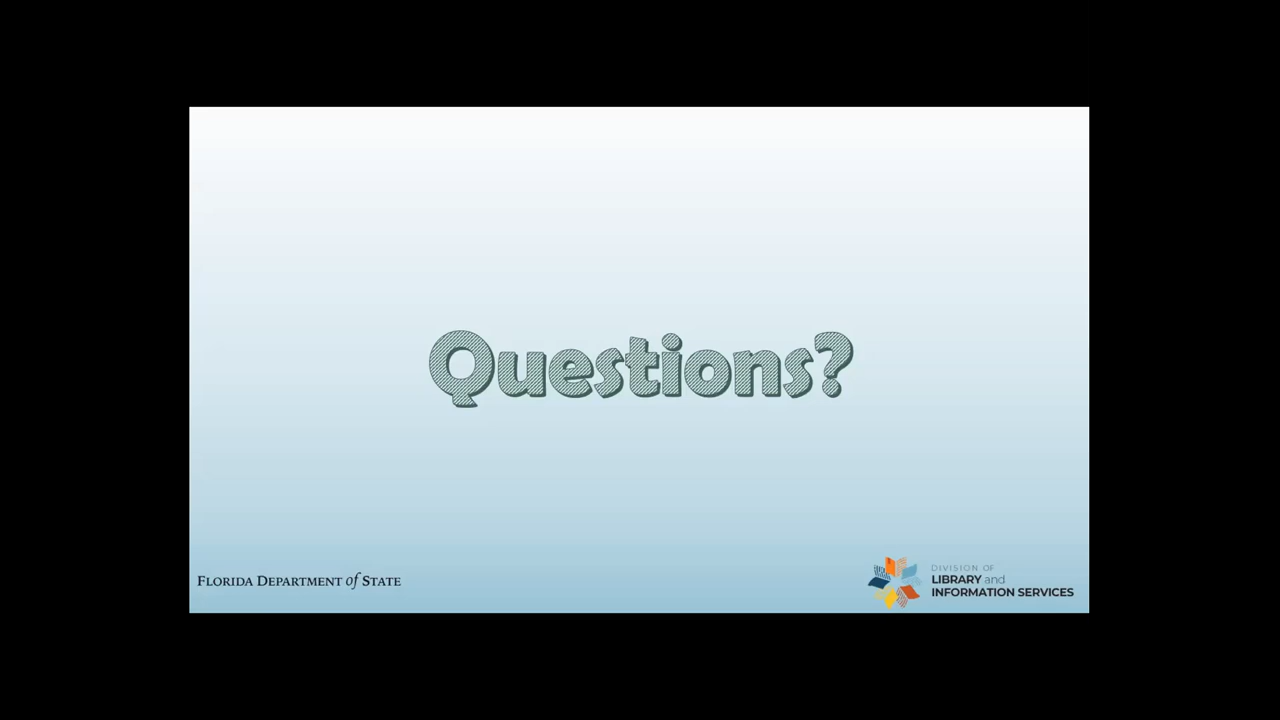 Questions?
FLORIDA DEPARTMENT of STATE
DIVISION OF
LIBRARY and
INFORMATION SERVICES